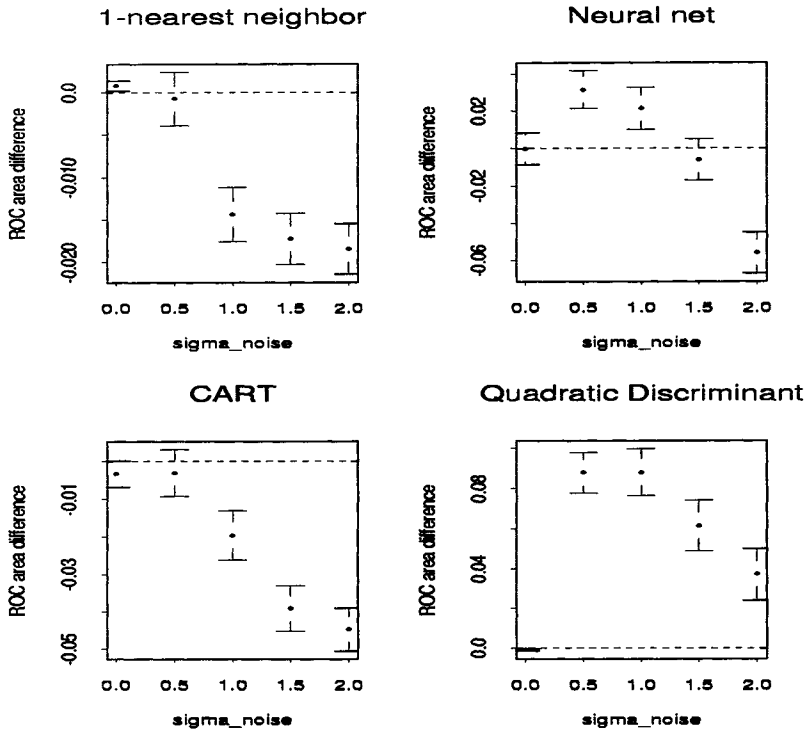 1-nearest neighbor
ROC area difference
0.0
-0.010
-0.020
0.0 0.5 1.0 1.5 2.0
sigma_noise
Neural net
ROC area difference
0.02
-0.02
-0.06
0.0 0.5 1.0 1.5 2.0
sigma_noise
CART
ROC area difference
-0.01
-0.03
-0.05
0.0 0.5 1.0 1.5 2.0
sigma_noise
Quadratic Discriminant
ROC area difference
0.08
0.04
0.0
0.0 0.5 1.0 1.5 2.0
sigma_noise